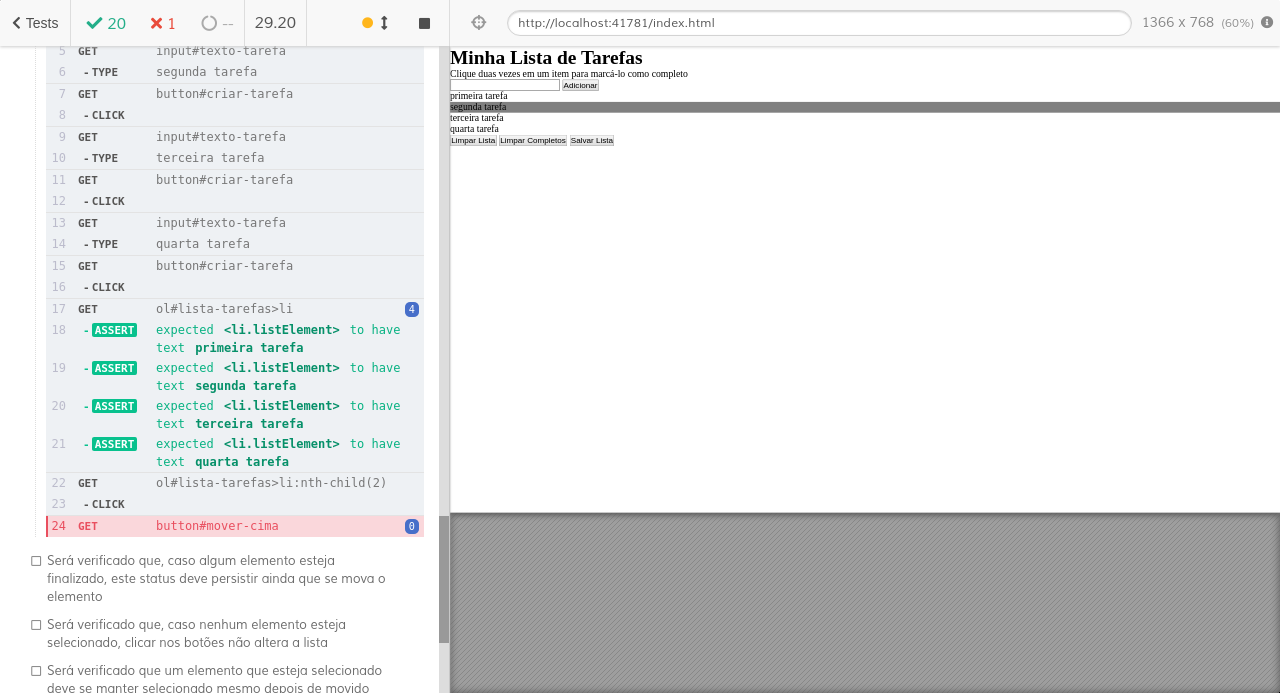 Tests
20
1
--
29.20
http://localhost:41781/index.html
1366 x 768 (60%)
5 GET input#texto-tarefa
6 - TYPE segunda tarefa
7 GET button#criar-tarefa
8 - CLICK
9 GET input#texto-tarefa
10 - TYPE terceira tarefa
11 GET button#criar-tarefa
12 - CLICK
13 GET input#texto-tarefa
14 - TYPE quarta tarefa
15 GET button#criar-tarefa
16 - CLICK
17 GET ol#lista-tarefas>li 4
18 - ASSERT expected <li.listElement> to have
text primeira tarefa
19 - ASSERT expected <li.listElement> to have
text segunda tarefa
20 - ASSERT expected <li.listElement> to have
text terceira tarefa
21 - ASSERT expected <li.listElement> to have
text quarta tarefa
22 GET ol#lista-tarefas>li:nth-child(2)
23 - CLICK
24 GET button#mover-cima 0
Será verificado que, caso algum elemento esteja
finalizado, este status deve persistir ainda que se mova o
elemento
Será verificado que, caso nenhum elemento esteja
selecionado, clicar nos botões não altera a lista
Será verificado que um elemento que esteja selecionado
deve se manter selecionado mesmo depois de movido
Minha Lista de Tarefas
Clique duas vezes em um item para marcá-lo como completo
Adicionar
primeira tarefa
segunda tarefa
terceira tarefa
quarta tarefa
Limpar Lista Limpar Completos Salvar Lista